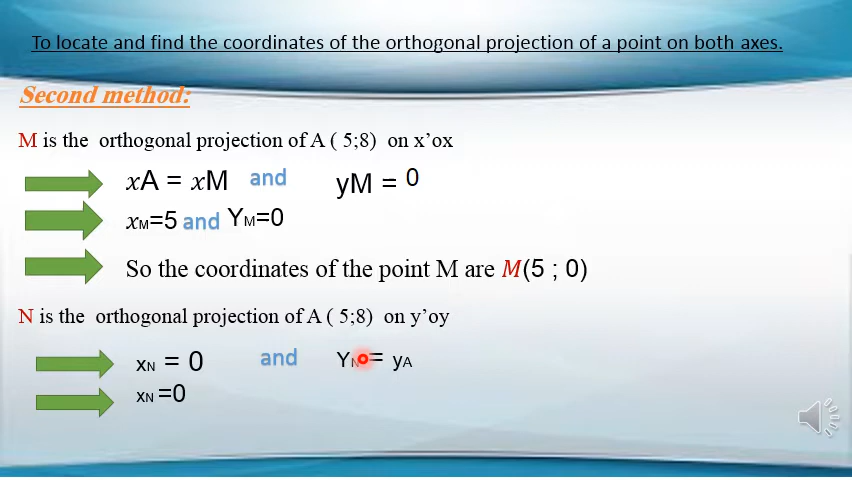 To locate and find the coordinates of the orthogonal projection of a point on both axes.
Second method:
M is the orthogonal projection of A ( 5;8) on x’ox
xA = xM and yM = 0
xM=5 and YM=0
So the coordinates of the point M are M(5 ; 0)
N is the orthogonal projection of A ( 5;8) on y’oy
xN = 0 and YN= yA
xN =0